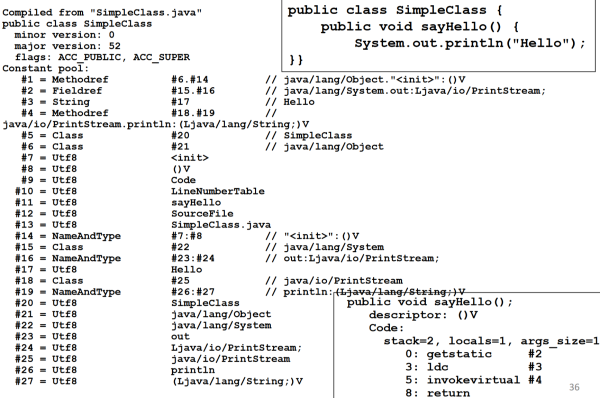 Compiled from "SimpleClass.java"
public class SimpleClass
  minor version: 0
  major version: 52
  flags: ACC_PUBLIC, ACC_SUPER
Constant pool:
   #1 = Methodref          #6.#14         // java/lang/Object."<init>":()V
   #2 = Fieldref           #15.#16        // java/lang/System.out:Ljava/io/PrintStream;
   #3 = String             #17            // Hello
   #4 = Methodref          #18.#19        //
java/io/PrintStream.println:(Ljava/lang/String;)V
   #5 = Class              #20            // SimpleClass
   #6 = Class              #21            // java/lang/Object
   #7 = Utf8               <init>
   #8 = Utf8               ()V
   #9 = Utf8               Code
  #10 = Utf8               LineNumberTable
  #11 = Utf8               sayHello
  #12 = Utf8               SourceFile
  #13 = Utf8               SimpleClass.java
  #14 = NameAndType        #7:#8          // "<init>":()V
  #15 = Class              #22            // java/lang/System
  #16 = NameAndType        #23:#24        // out:Ljava/io/PrintStream;
  #17 = Utf8               Hello
  #18 = Class              #25            // java/io/PrintStream
  #19 = NameAndType        #26:#27        // println:(Ljava/lang/String;)V
  #20 = Utf8               SimpleClass
  #21 = Utf8               java/lang/Object
  #22 = Utf8               java/lang/System
  #23 = Utf8               out
  #24 = Utf8               Ljava/io/PrintStream;
  #25 = Utf8               java/io/PrintStream
  #26 = Utf8               println
  #27 = Utf8               (Ljava/lang/String;)V
public class SimpleClass {
    public void sayHello() {
        System.out.println("Hello");
}}
public void sayHello();
  descriptor: ()V
  Code:
    stack=2, locals=1, args_size=1
       0: getstatic     #2
       3: ldc           #3
       5: invokevirtual #4
       8: return
36